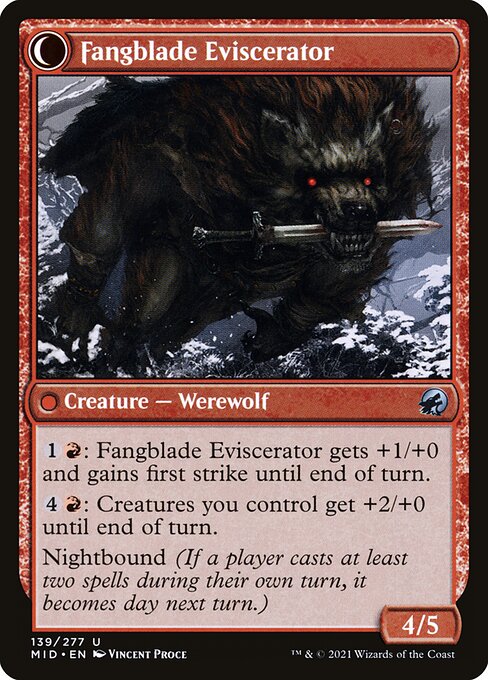 Fangblade Eviscerator
Creature — Werewolf
1R: Fangblade Eviscerator gets +1/+0
and gains first strike until end of turn.
4R: Creatures you control get +2/+0
until end of turn.
Nightbound (If a player casts at least
two spells during their own turn, it
becomes day next turn.)
4/5
139/277 U
MID • EN Vincent Proce
™ & © 2021 Wizards of the Coast